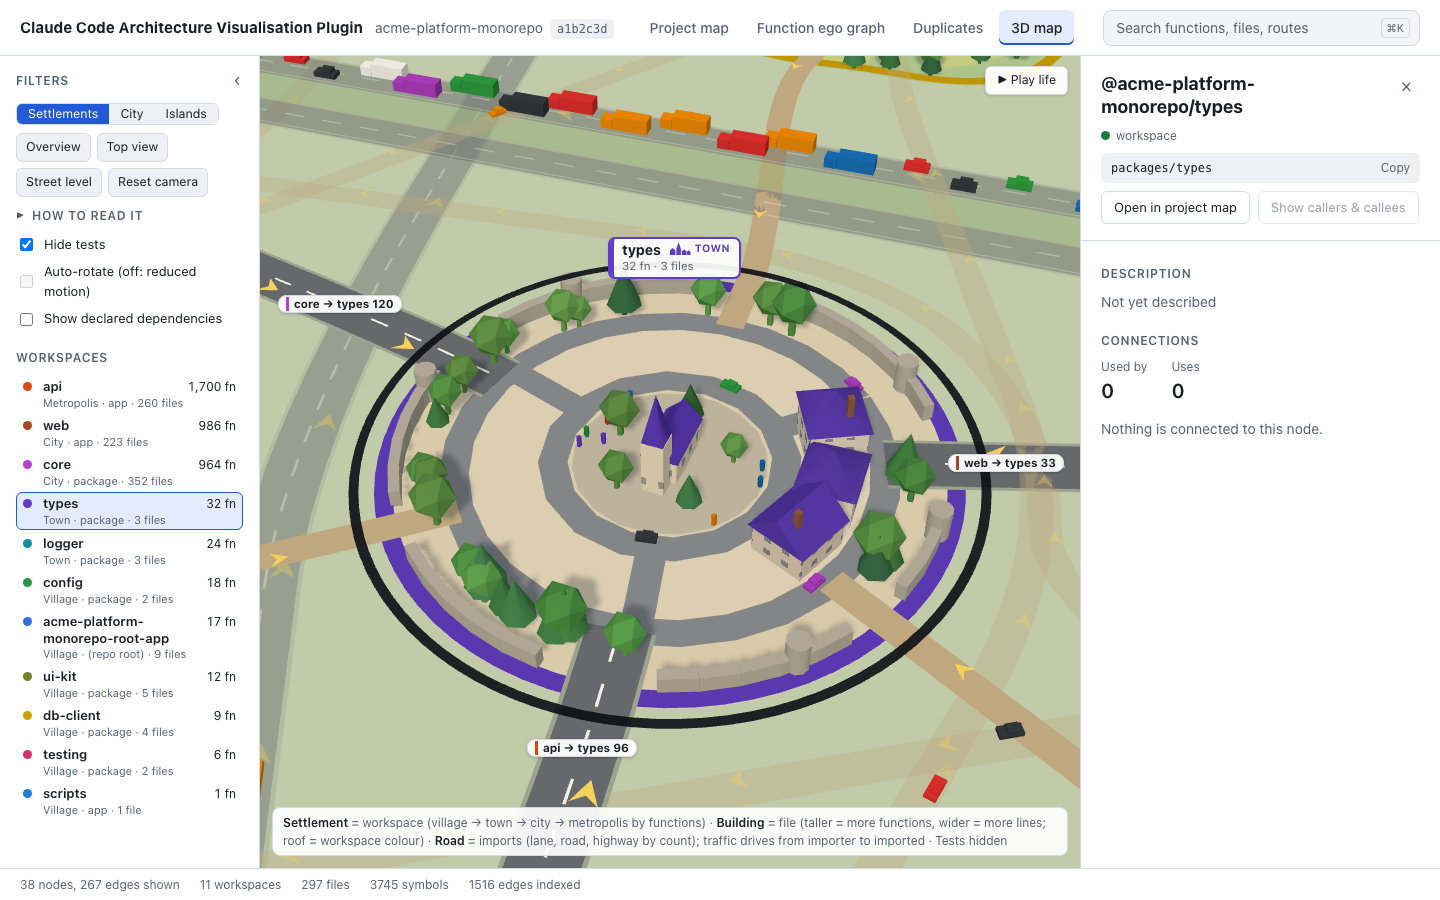 Claude Code Architecture Visualisation Plugin
acme-platform-monorepo
a1b2c3d
Project map
Function ego graph
Duplicates
3D map
Search functions, files, routes
⌘K
FILTERS
Settlements
City
Islands
Overview
Top view
Street level
Reset camera
HOW TO READ IT
Hide tests
Auto-rotate (off: reduced
motion)
Show declared dependencies
WORKSPACES
api 1,700 fn
Metropolis · app · 260 files
web 986 fn
City · app · 223 files
core 964 fn
City · package · 352 files
types 32 fn
Town · package · 3 files
logger 24 fn
Town · package · 3 files
config 18 fn
Village · package · 2 files
acme-platform- 17 fn
monorepo-root-app
Village · (repo root) · 9 files
ui-kit 12 fn
Village · package · 5 files
db-client 9 fn
Village · package · 4 files
testing 6 fn
Village · package · 2 files
scripts 1 fn
Village · app · 1 file
▶ Play life
types TOWN
32 fn · 3 files
core → types 120
web → types 33
api → types 96
Settlement = workspace (village → town → city → metropolis by functions) · Building = file (taller = more functions, wider = more lines;
roof = workspace colour) · Road = imports (lane, road, highway by count); traffic drives from importer to imported · Tests hidden
@acme-platform-
monorepo/types
workspace
packages/types
Copy
Open in project map
Show callers & callees
DESCRIPTION
Not yet described
CONNECTIONS
Used by Uses
0 0
Nothing is connected to this node.
38 nodes, 267 edges shown
11 workspaces
297 files
3745 symbols
1516 edges indexed